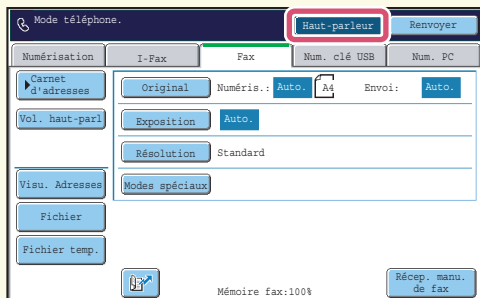 Mode téléphone.
Haut-parleur
Renvoyer
Numérisation
I-Fax
Fax
Num. clé USB
Num. PC
Carnet
d'adresses
Original
Numéris.:
Auto.
A4
Envoi:
Auto.
Vol. haut-parl
Exposition
Auto.
Résolution
Standard
Visu. Adresses
Modes spéciaux
Fichier
Fichier temp.
Mémoire fax:100%
Récep. manu.
de fax